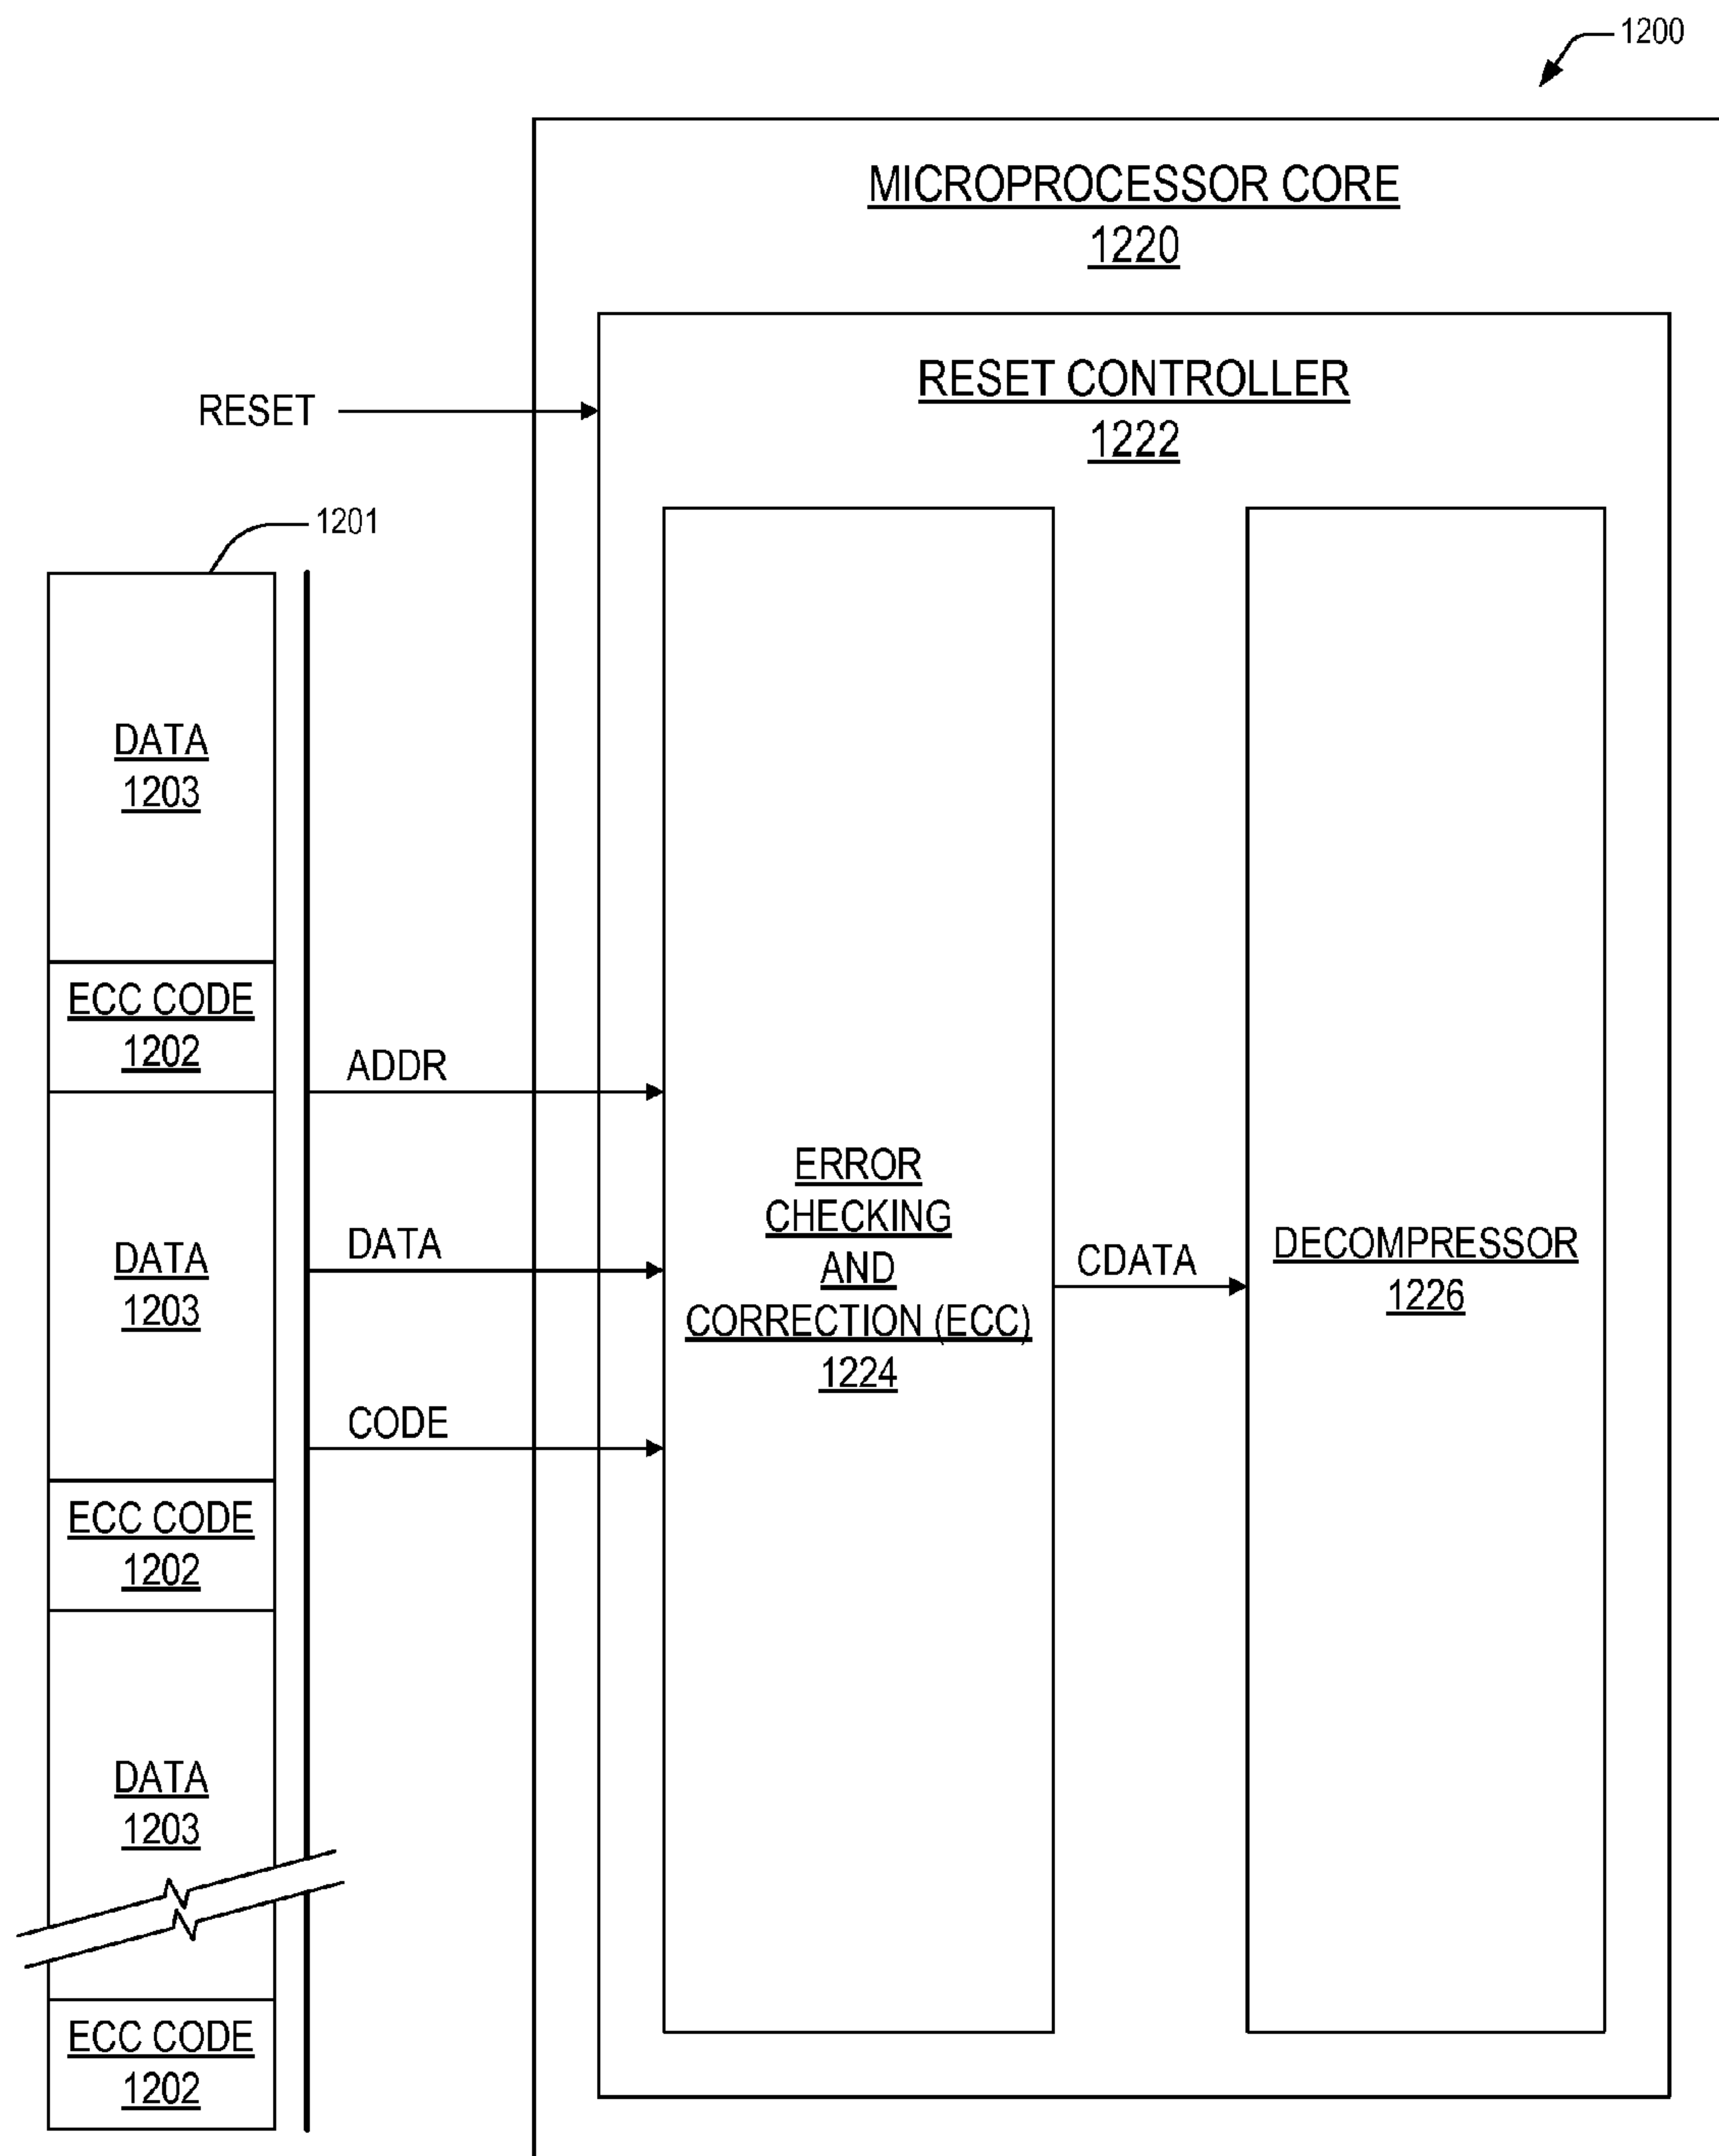 1200
MICROPROCESSOR CORE
1220
RESET CONTROLLER
1222
RESET
1201
DATA
1203
ECC CODE
1202
ADDR
DATA
1203
DATA
CODE
ECC CODE
1202
DATA
1203
ECC CODE
1202
ERROR
CHECKING
AND
CORRECTION (ECC)
1224
CDATA
DECOMPRESSOR
1226